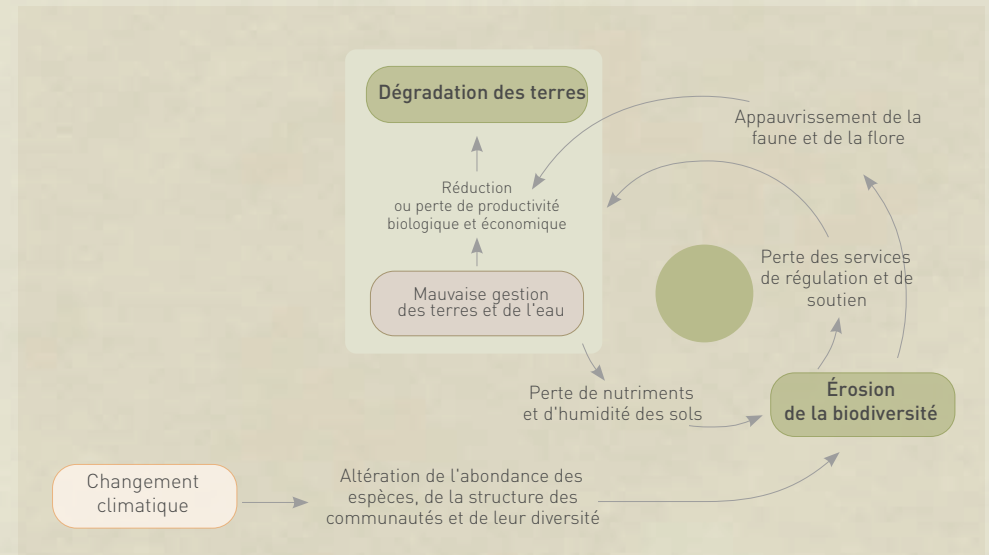 Dégradation des terres
Appauvrissement de la
faune et de la flore
Réduction
ou perte de productivité
biologique et économique
Perte des services
de régulation et de
soutien
Mauvaise gestion
des terres et de l'eau
Perte de nutriments
et d'humidité des sols
Érosion
de la biodiversité
Changement
climatique
Altération de l'abondance des
espèces, de la structure des
communautés et de leur diversité